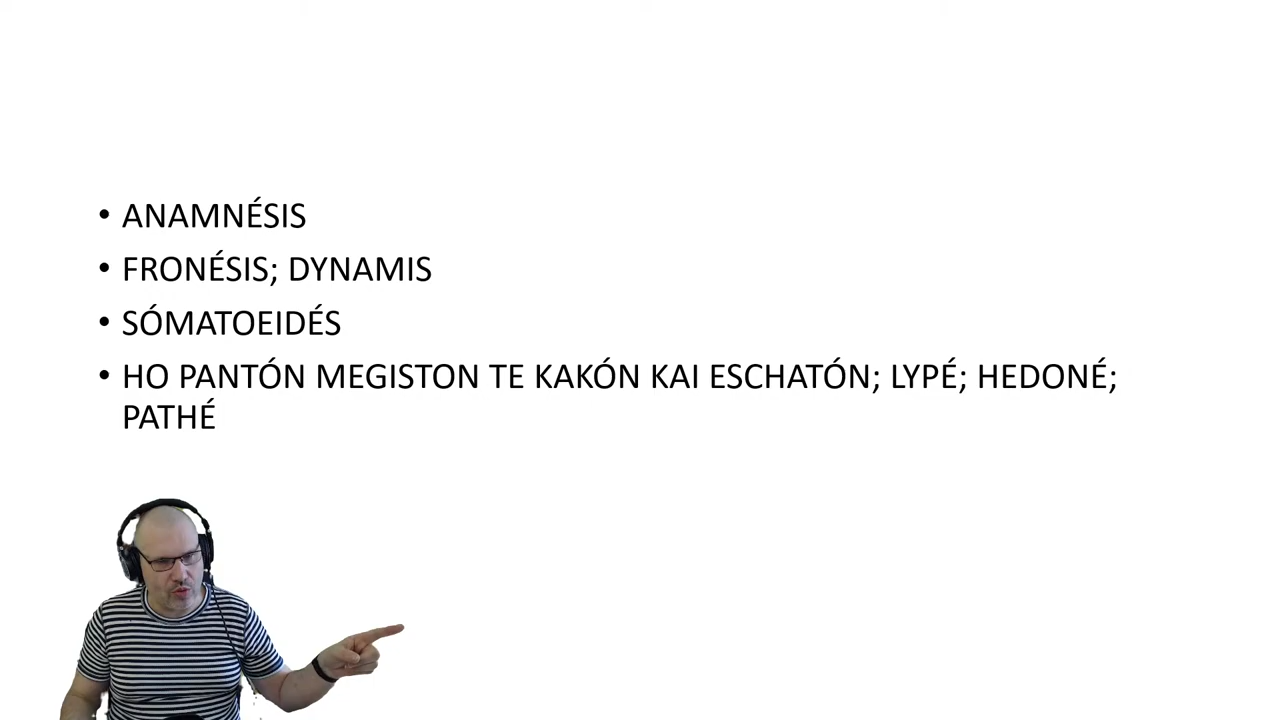 • ANAMNÉSIS
• FRONÉSIS; DYNAMIS
• SÓMATOEIDÉS
• HO PANTÓN MEGISTON TE KAKÓN KAI ESCHATÓN; LYPÉ; HEDONÉ;
PATHÉ